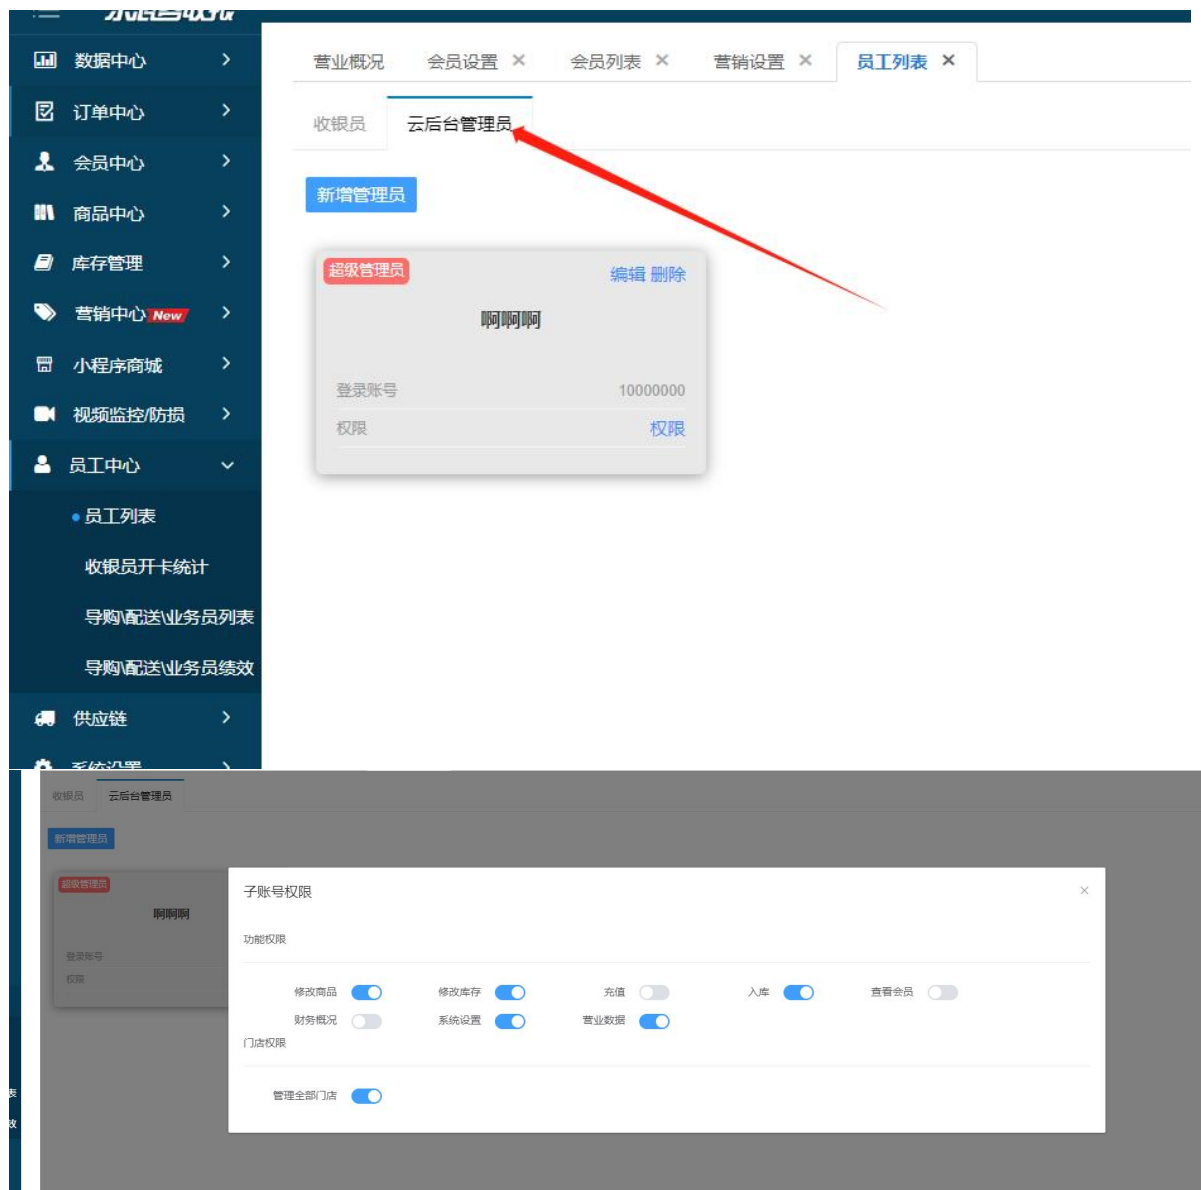 数据中心
订单中心
会员中心
商品中心
库存管理
营销中心 New
小程序商城
视频监控/防损
员工中心
员工列表
收银员开卡统计
导购\配送\业务员列表
导购\配送\业务员绩效
供应链
系统设置
营业概况 会员设置 × 会员列表 × 营销设置 × 员工列表 ×
收银员 云后台管理员
新增管理员
超级管理员 编辑 删除
啊啊啊
登录账号 10000000
权限 权限
收银员 云后台管理员
新增管理员
超级管理员
啊啊啊
登录账号
权限
表
效
子账号权限 ×
功能权限
修改商品 修改库存 充值 入库 查看会员
财务概况 系统设置 营业数据
门店权限
管理全部门店